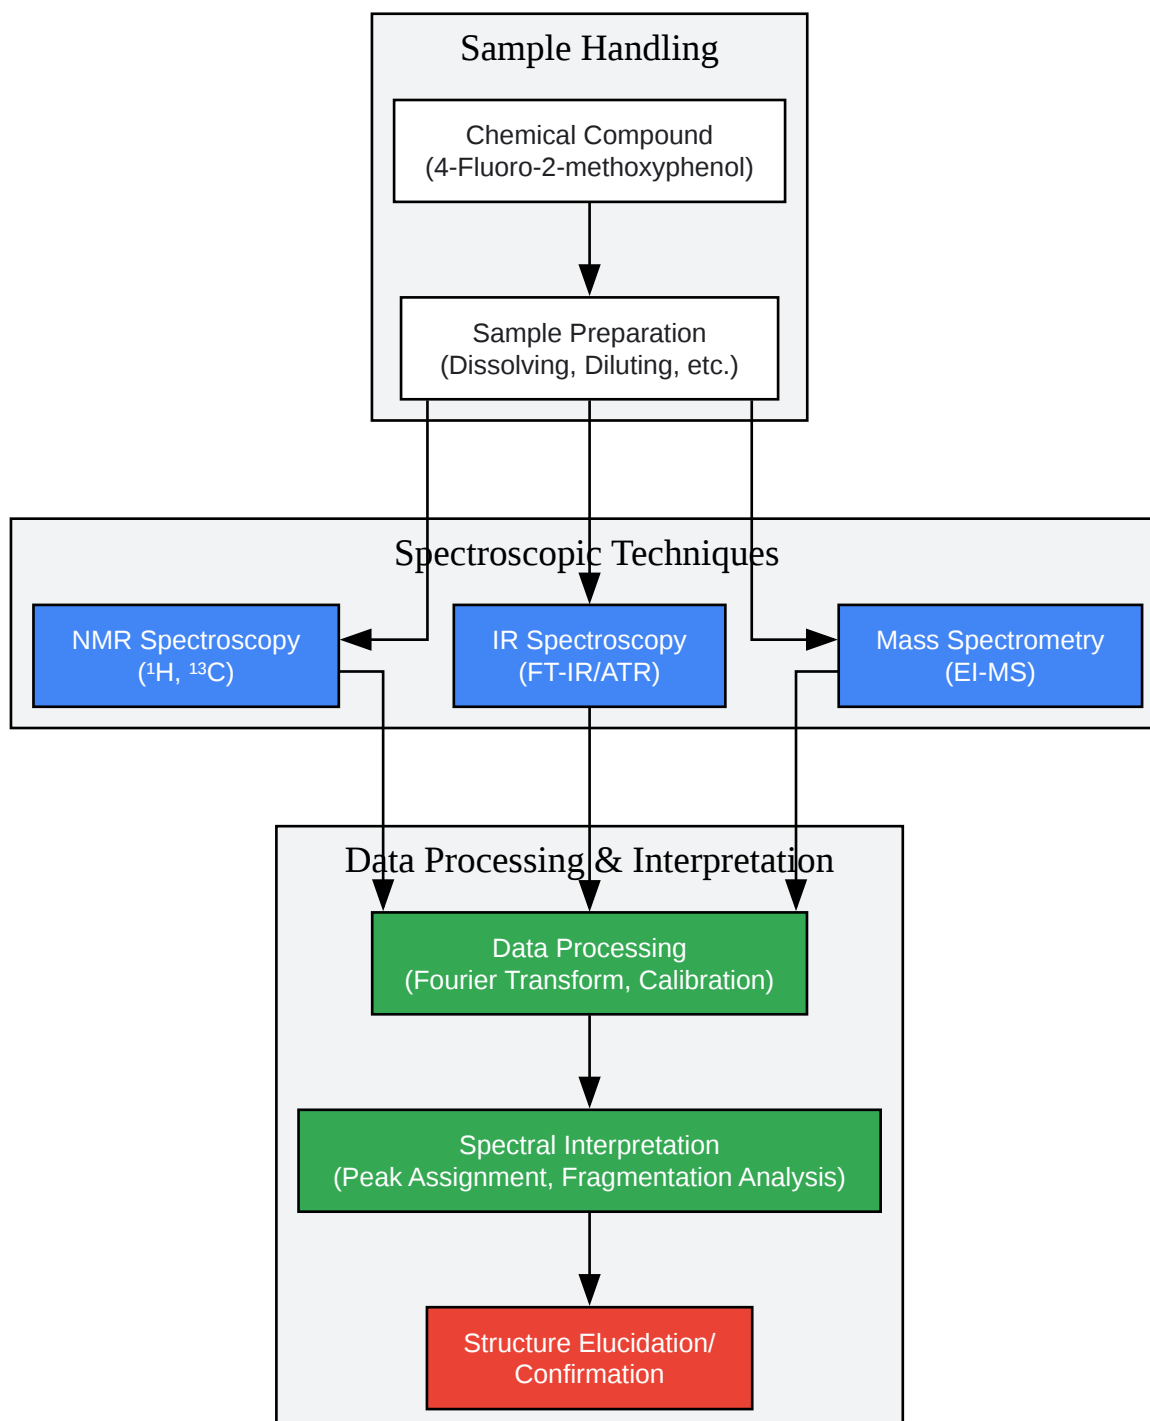 Sample Handling
Chemical Compound
(4-Fluoro-2-methoxyphenol)
Sample Preparation
(Dissolving, Diluting, etc.)
Spectroscopic Techniques
NMR Spectroscopy
(¹H, ¹³C)
IR Spectroscopy
(FT-IR/ATR)
Mass Spectrometry
(EI-MS)
Data Processing & Interpretation
Data Processing
(Fourier Transform, Calibration)
Spectral Interpretation
(Peak Assignment, Fragmentation Analysis)
Structure Elucidation/
Confirmation